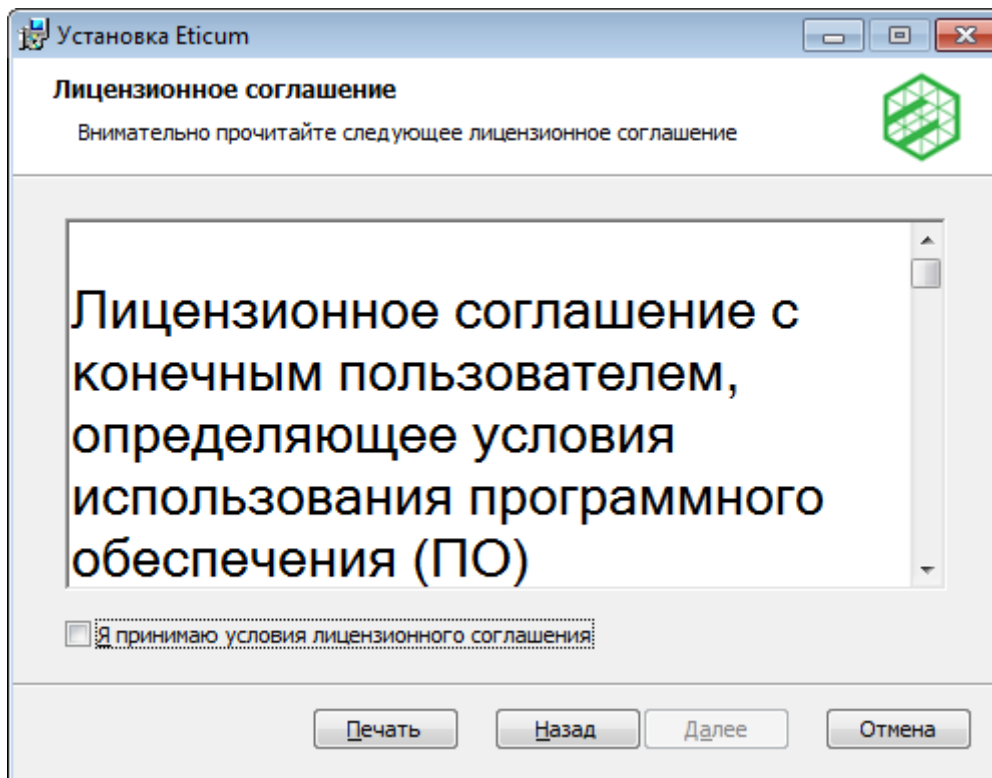 Установка Eticum
Лицензионное соглашение
Внимательно прочитайте следующее лицензионное соглашение
Лицензионное соглашение с
конечным пользователем,
определяющее условия
использования программного
обеспечения (ПО)
Я принимаю условия лицензионного соглашения
Печать Назад Далее Отмена